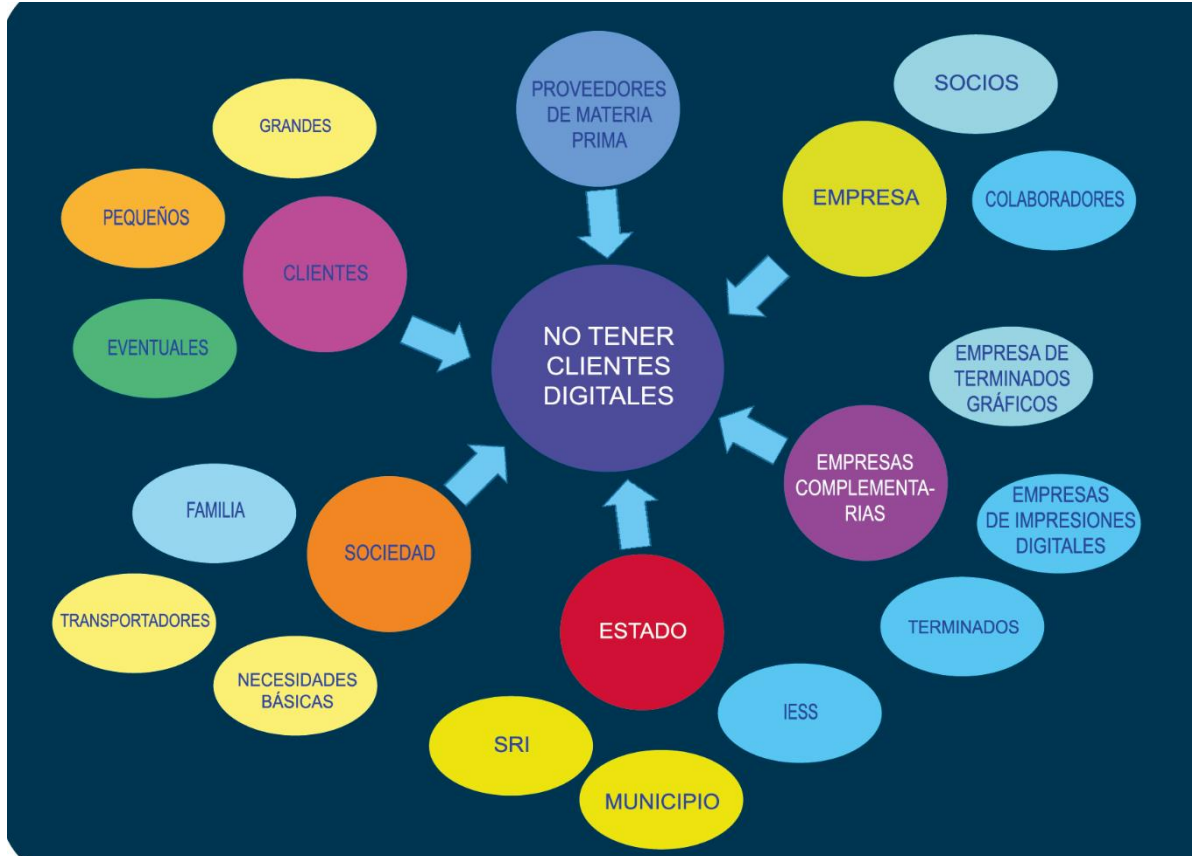 PROVEEDORES
DE MATERIA
PRIMA
SOCIOS
EMPRESA
COLABORADORES
GRANDES
PEQUEÑOS
CLIENTES
EVENTUALES
NO TENER
CLIENTES
DIGITALES
EMPRESA DE
TERMINADOS
GRÁFICOS
EMPRESAS
COMPLEMENTA-
RIAS
EMPRESAS
DE IMPRESIONES
DIGITALES
TERMINADOS
FAMILIA
SOCIEDAD
TRANSPORTADORES
NECESIDADES
BÁSICAS
ESTADO
IESS
SRI
MUNICIPIO